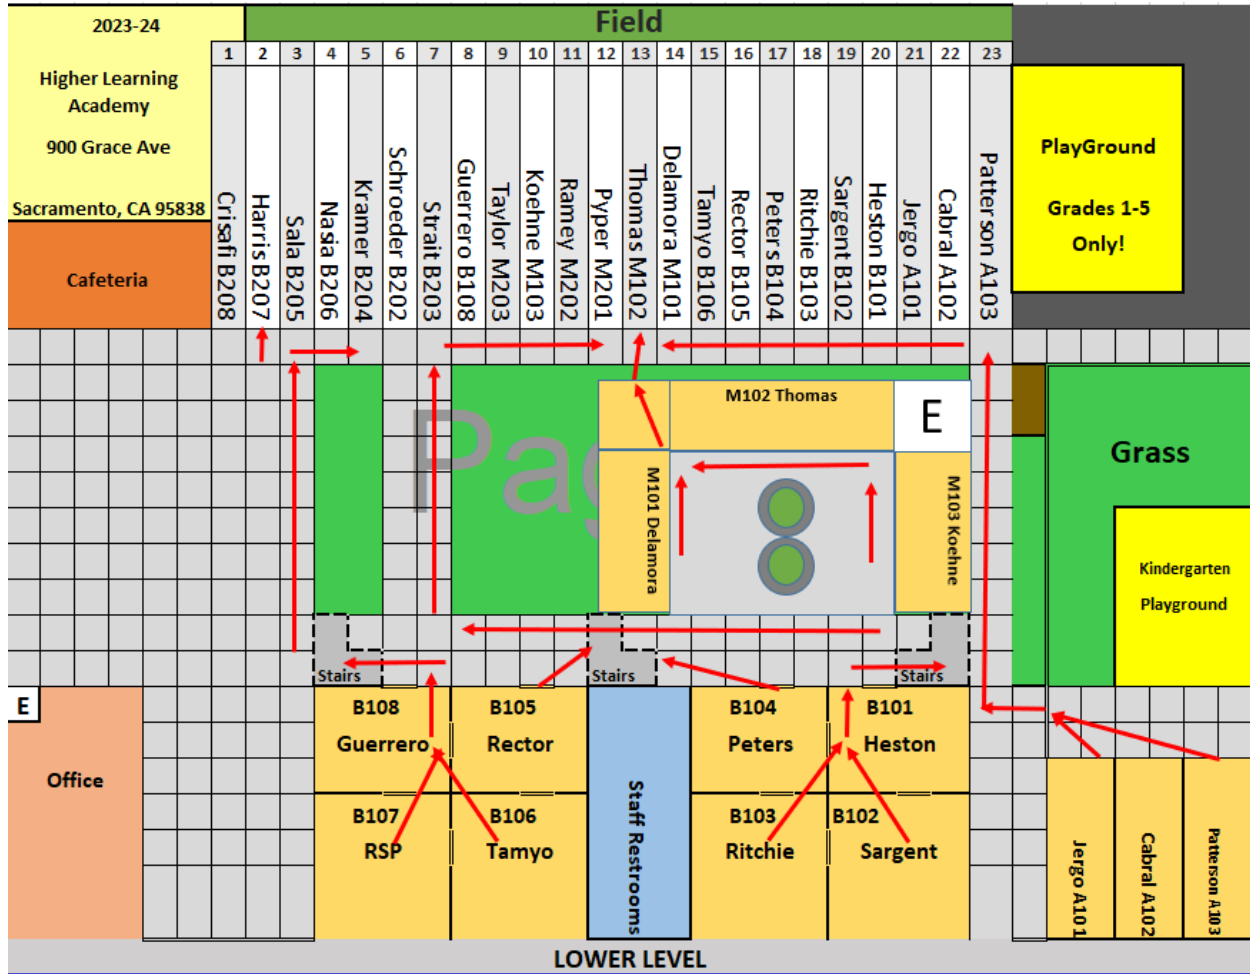 2023-24
Higher Learning
Academy
900 Grace Ave
Sacramento, CA 95838
Field
1 2 3 4 5 6 7 8 9 10 11 12 13 14 15 16 17 18 19 20 21 22 23
Crisafi B208
Harris B207
Sala B205
Nasia B206
Kramer B204
Schroeder B202
Strait B203
Guerrero B108
Taylor M203
Koehne M103
Ramey M202
Pyper M201
Thomas M102
Delamora M101
Tamyo B106
Rector B105
Peters B104
Ritchie B103
Sargent B102
Heston B101
Jergo A101
Cabral A102
Patterson A103
PlayGround
Grades 1-5
Only!
Cafeteria
M102 Thomas
E
M101 Delamora
M103 Koehne
Grass
Kindergarten
Playground
Stairs
Stairs
Stairs
E
Office
B108
Guerrero
B105
Rector
B104
Peters
B101
Heston
B107
RSP
B106
Tamyo
Staff Restrooms
B103
Ritchie
B102
Sargent
Jergo A101
Cabral A102
Patterson A103
LOWER LEVEL